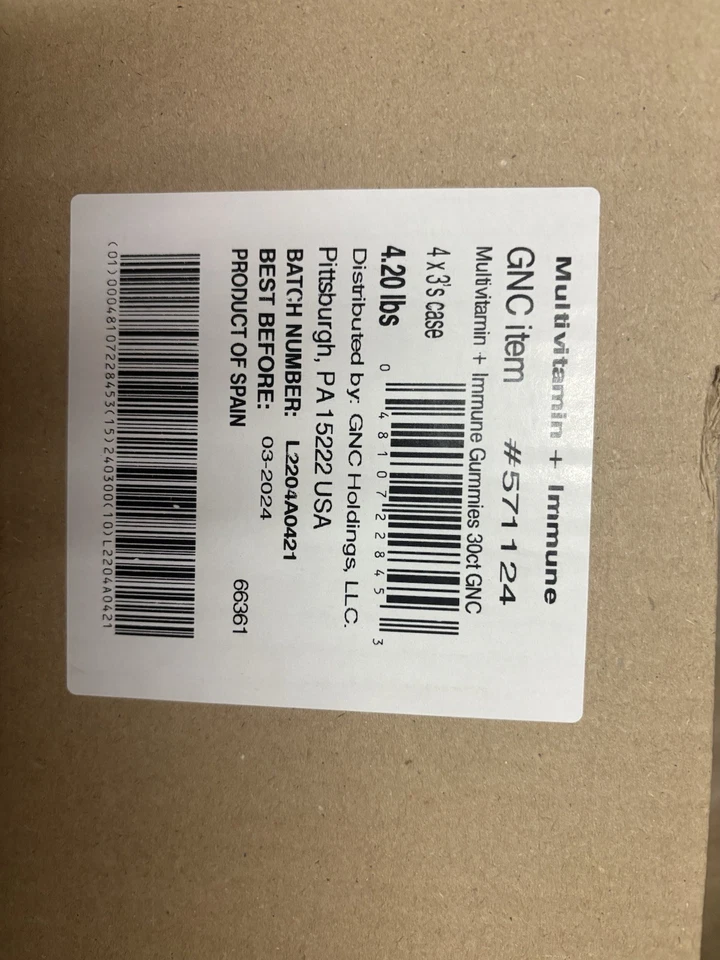 Multivitamin + Immune
GNC item #571124
Multivitamin + Immune Gummies 30ct GNC
4 x 3's case
4.20 lbs
0 48107 22845 3
Distributed by: GNC Holdings, LLC.
Pittsburgh, PA 15222 USA
BATCH NUMBER: L2204A0421
BEST BEFORE: 03-2024
PRODUCT OF SPAIN 66361
(01)00048107228453(15)240300(10)L2204A0421